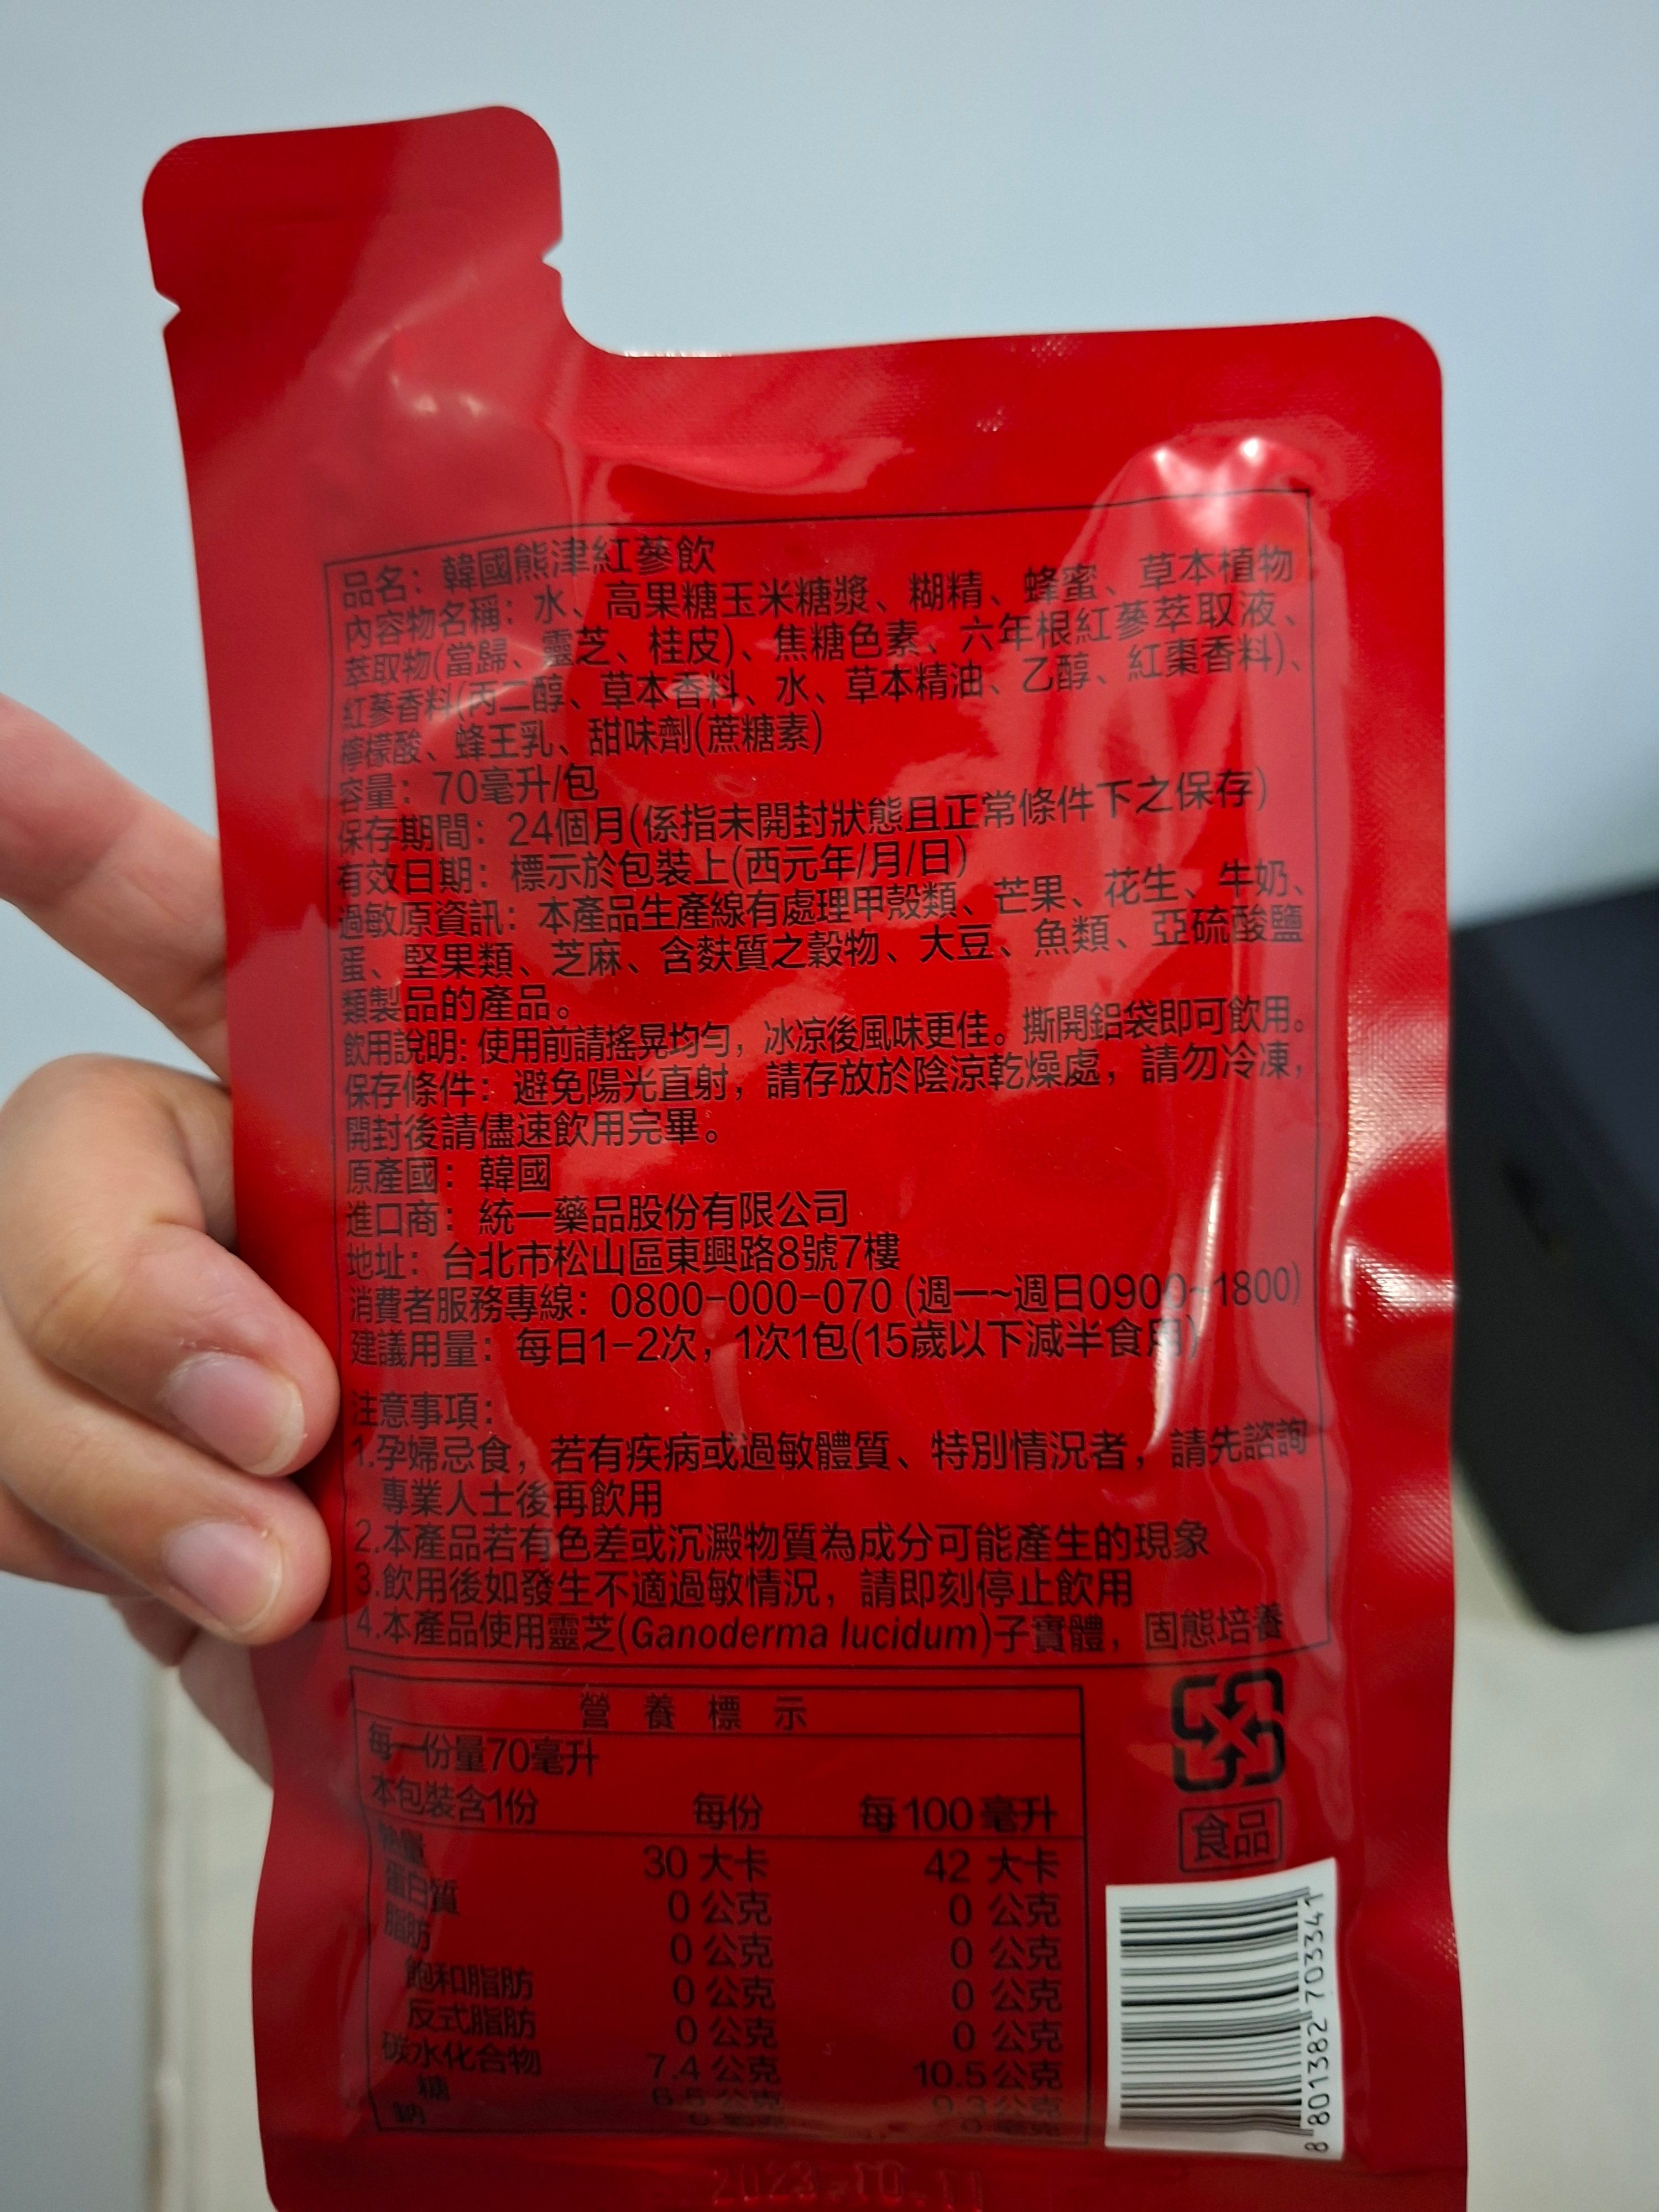 品名：韓國熊津紅蔘飲
內容物名稱：水、高果糖玉米糖漿、糊精、蜂蜜、草本植物
萃取物(當歸、靈芝、桂皮)、焦糖色素、六年根紅蔘萃取液、
紅蔘香料(丙二醇、草本香料、水、草本精油、乙醇、紅棗香料)、
檸檬酸、蜂王乳、甜味劑(蔗糖素)
容量：70毫升/包
保存期間：24個月(係指未開封狀態且正常條件下之保存)
有效日期：標示於包裝上(西元年/月/日)
過敏原資訊：本產品生產線有處理甲殼類、芒果、花生、牛奶、
蛋、堅果類、芝麻、含麩質之穀物、大豆、魚類、亞硫酸鹽
類製品的產品。
飲用說明：使用前請搖晃均勻，冰凉後風味更佳。撕開鋁袋即可飲用。
保存條件：避免陽光直射，請存放於陰涼乾燥處，請勿冷凍，
開封後請儘速飲用完畢。
原產國：韓國
進口商：統一藥品股份有限公司
地址：台北市松山區東興路8號7樓
消費者服務專線：0800-000-070 (週一~週日0900~1800)
建議用量：每日1-2次，1次1包(15歲以下減半食用)
注意事項：
1.孕婦忌食，若有疾病或過敏體質、特別情況者，請先諮詢
專業人士後再飲用
2.本產品若有色差或沉澱物質為成分可能產生的現象
3.飲用後如發生不適過敏情況，請即刻停止飲用
4.本產品使用靈芝(Ganoderma lucidum)子實體，固態培養
營養標示
每一份量70毫升
本包裝含1份 每份 每100毫升
熱量 30 大卡 42 大卡
蛋白質 0 公克 0 公克
脂肪 0 公克 0 公克
飽和脂肪 0 公克 0 公克
反式脂肪 0 公克 0 公克
碳水化合物 7.4 公克 10.5公克
糖 6.5 公克 9.3公克
鈉 0 毫克 0 毫克
食品
8 801382 703341
2023.10.11